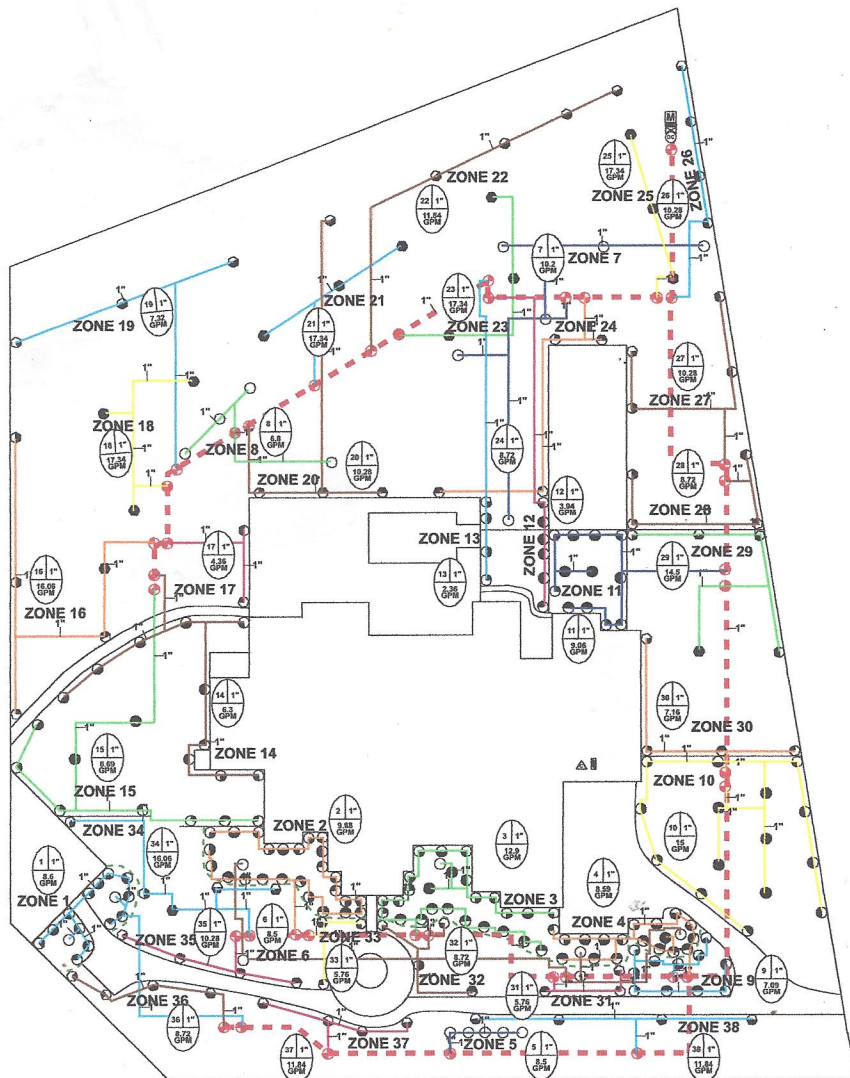 M
ZONE 26
25 1"
17.34
GPM
ZONE 25
26 1"
10.28
GPM
ZONE 22
22 1"
11.84
GPM
7 1"
10.2
GPM
ZONE 7
19 1"
7.32
GPM
ZONE 19
ZONE 21
21 1"
17.34
GPM
23 1"
17.34
GPM
ZONE 23
ZONE 24
27 1"
10.28
GPM
ZONE 27
ZONE 18
18 1"
17.34
GPM
8 1"
6.8
GPM
ZONE 8
24 1"
8.72
GPM
20 1"
10.28
GPM
ZONE 20
28 1"
8.72
GPM
12 1"
3.94
GPM
ZONE 28
ZONE 12
ZONE 13
13 1"
2.36
GPM
17 1"
4.36
GPM
ZONE 17
16 1"
16.06
GPM
ZONE 16
29 1"
14.5
GPM
ZONE 29
ZONE 11
11 1"
9.06
GPM
14 1"
6.3
GPM
ZONE 14
30 1"
7.16
GPM
ZONE 30
15 1"
8.69
GPM
ZONE 15
ZONE 10
10 1"
15
GPM
ZONE 34
34 1"
16.06
GPM
ZONE 2
2 1"
9.88
GPM
3 1"
12.9
GPM
ZONE 3
4 1"
8.59
GPM
ZONE 4
1 1"
8.6
GPM
ZONE 1
35 1"
10.28
GPM
ZONE 35
6 1"
8.5
GPM
ZONE 6
ZONE 33
33 1"
5.76
GPM
32 1"
8.72
GPM
ZONE 32
31 1"
5.76
GPM
ZONE 31
ZONE 9
9 1"
7.09
GPM
ZONE 36
36 1"
8.72
GPM
ZONE 37
37 1"
11.84
GPM
ZONE 5
5 1"
8.5
GPM
ZONE 38
38 1"
11.84
GPM